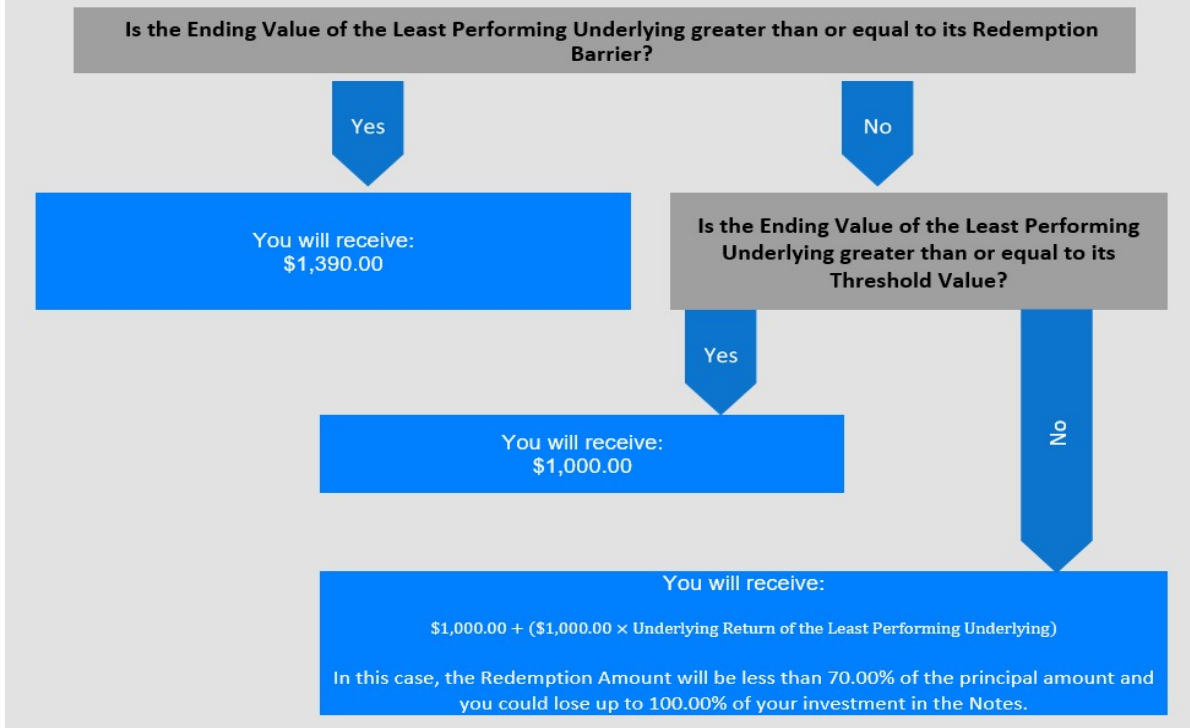 Is the Ending Value of the Least Performing Underlying greater than or equal to its Redemption
Barrier?
Yes
No
You will receive:
$1,390.00
Is the Ending Value of the Least Performing
Underlying greater than or equal to its
Threshold Value?
Yes
No
You will receive:
$1,000.00
You will receive:
$1,000.00 + ($1,000.00 × Underlying Return of the Least Performing Underlying)
In this case, the Redemption Amount will be less than 70.00% of the principal amount and
you could lose up to 100.00% of your investment in the Notes.